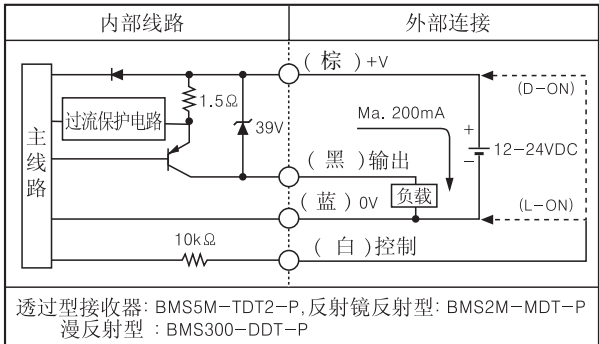 内部线路 外部连接
(棕)+V
(D-ON)
1.5Ω
过流保护电路
39V
Ma. 200mA
+
12-24VDC
-
主线路
(黑)输出
负载
(蓝)0V
(L-ON)
10kΩ
(白)控制
透过型接收器: BMS5M-TDT2-P, 反射镜反射型: BMS2M-MDT-P
漫反射型 : BMS300-DDT-P